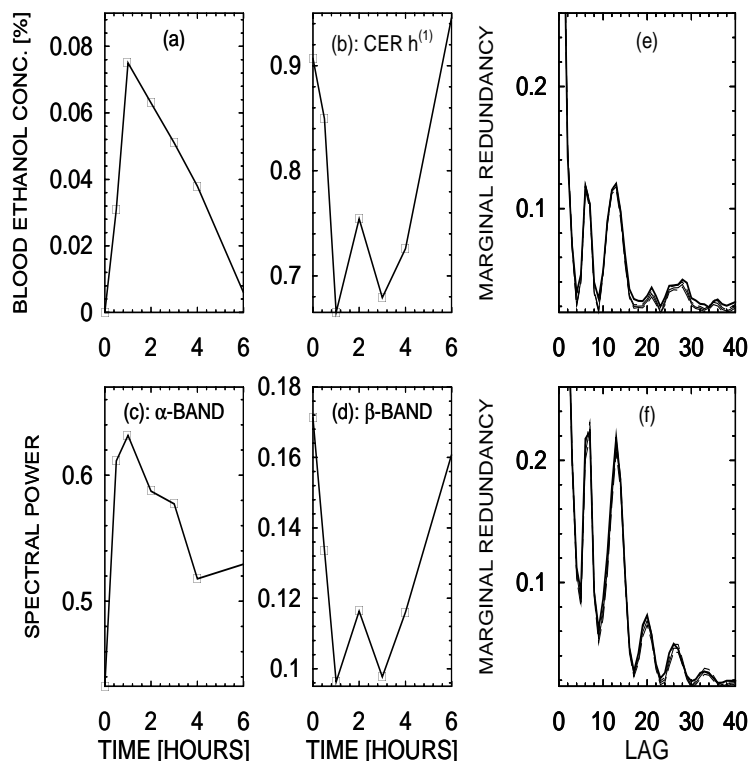 BLOOD ETHANOL CONC. [%]
0.08
0.06
0.04
0.02
0
(a)
0 2 4 6
0.9
0.8
0.7
(b): CER h(1)
0 2 4 6
MARGINAL REDUNDANCY
0.2
0.1
(e)
0 10 20 30 40
SPECTRAL POWER
0.6
0.5
(c): α-BAND
0 2 4 6
TIME [HOURS]
0.18
0.16
0.14
0.12
0.1
(d): β-BAND
0 2 4 6
TIME [HOURS]
MARGINAL REDUNDANCY
0.2
0.1
(f)
0 10 20 30 40
LAG